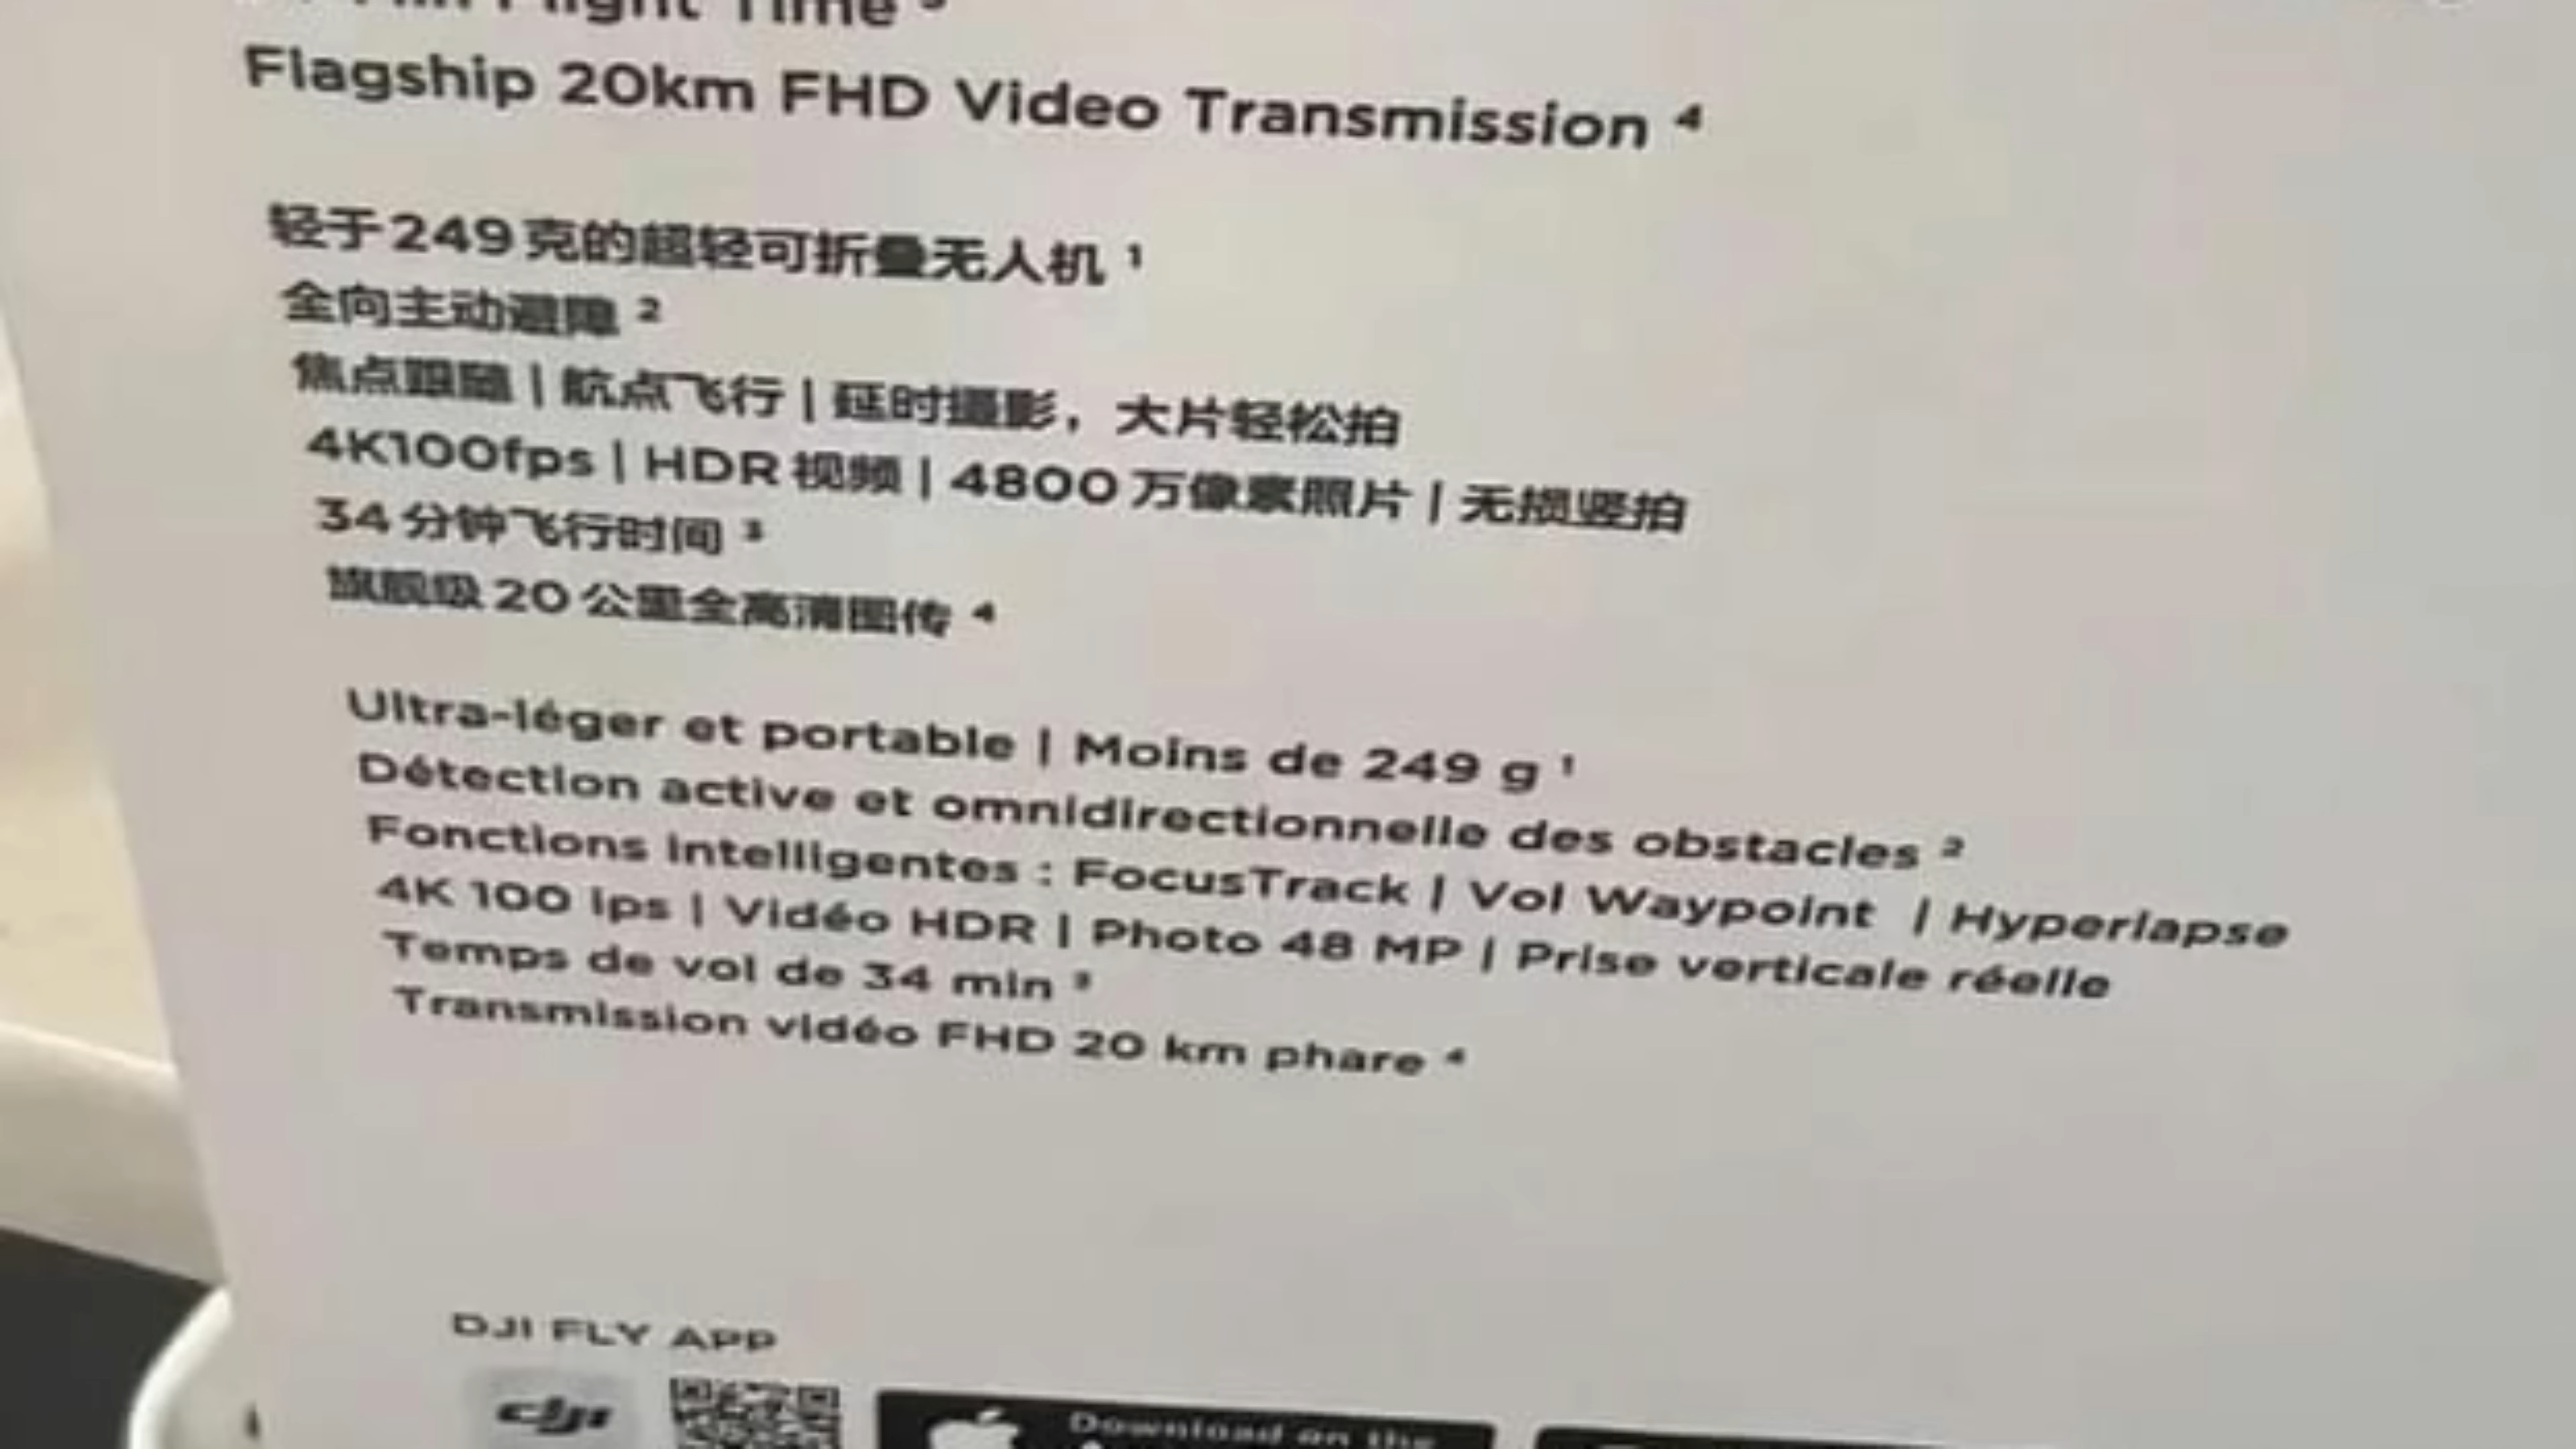 Flight Time ³
Flagship 20km FHD Video Transmission ⁴
轻于249克的超轻可折叠无人机 ¹
全向主动避障 ²
焦点跟随 | 航点飞行 | 延时摄影，大片轻松拍
4K100fps | HDR 视频 | 4800 万像素照片 | 无损竖拍
34 分钟飞行时间 ³
旗舰级 20 公里全高清图传 ⁴
Ultra-léger et portable | Moins de 249 g ¹
Détection active et omnidirectionnelle des obstacles ²
Fonctions intelligentes : FocusTrack | Vol Waypoint | Hyperlapse
4K 100 ips | Vidéo HDR | Photo 48 MP | Prise verticale réelle
Temps de vol de 34 min ³
Transmission vidéo FHD 20 km phare ⁴
DJI FLY APP
dji
Download on the